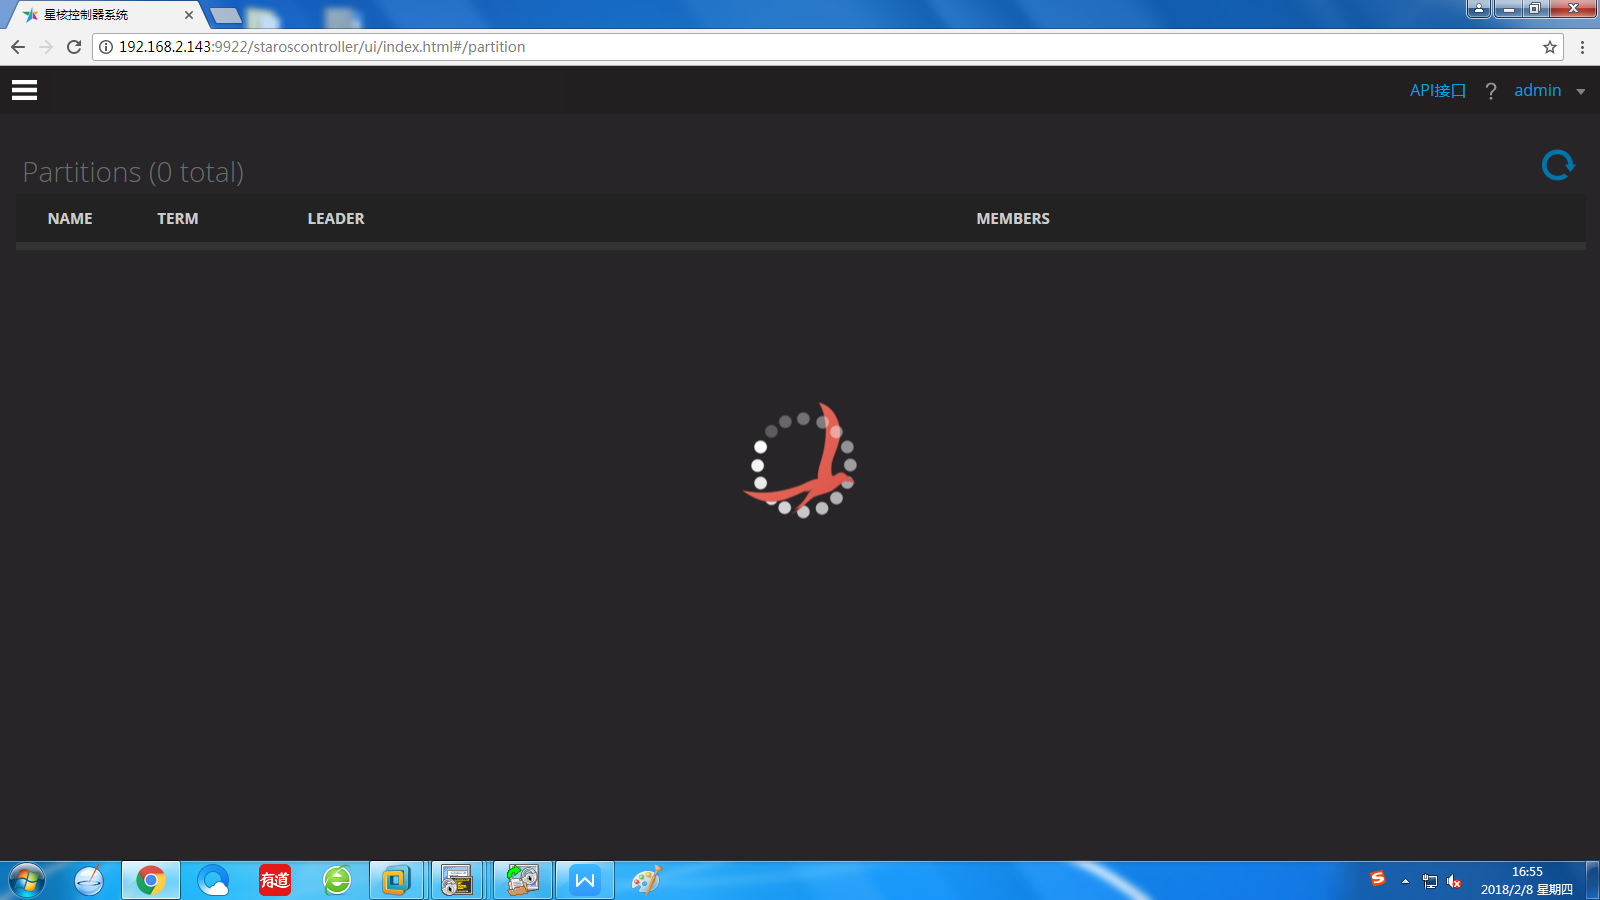 星核控制器系统
192.168.2.143:9922/staroscontroller/ui/index.html#/partition
API接口 ? admin
Partitions (0 total)
NAME TERM LEADER MEMBERS
有道
16:55
2018/2/8 星期四